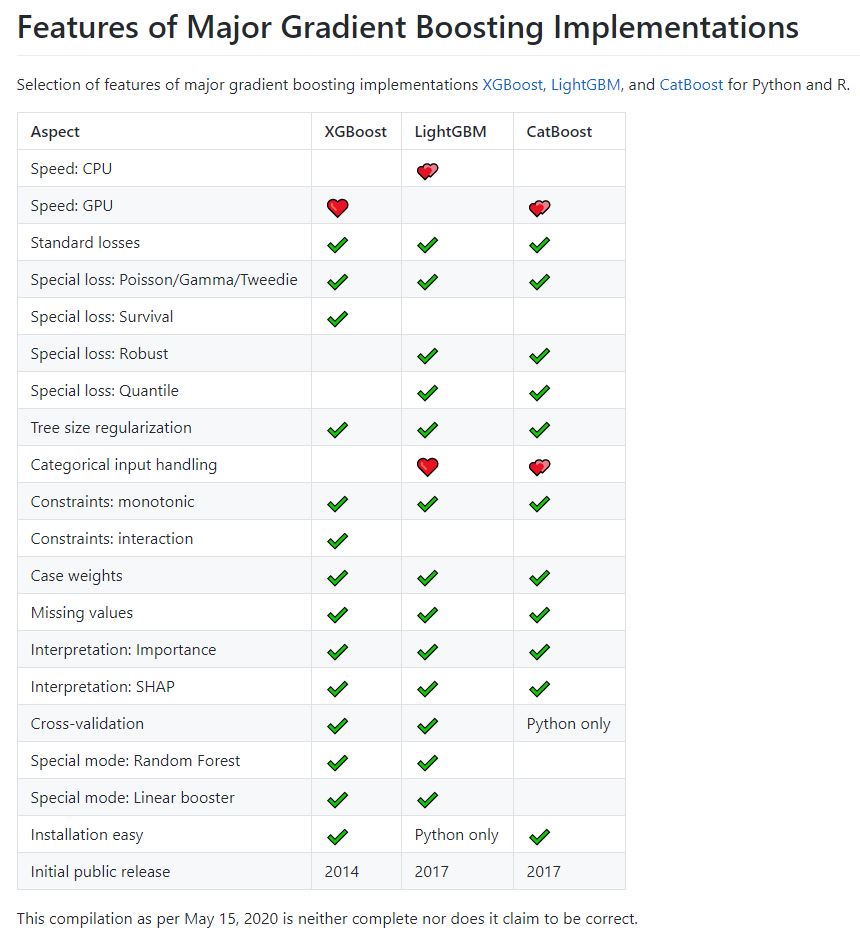 Features of Major Gradient Boosting Implementations
Selection of features of major gradient boosting implementations XGBoost, LightGBM, and CatBoost for Python and R.
Aspect XGBoost LightGBM CatBoost
Speed: CPU
Speed: GPU
Standard losses
Special loss: Poisson/Gamma/Tweedie
Special loss: Survival
Special loss: Robust
Special loss: Quantile
Tree size regularization
Categorical input handling
Constraints: monotonic
Constraints: interaction
Case weights
Missing values
Interpretation: Importance
Interpretation: SHAP
Cross-validation Python only
Special mode: Random Forest
Special mode: Linear booster
Installation easy Python only
Initial public release 2014 2017 2017
This compilation as per May 15, 2020 is neither complete nor does it claim to be correct.